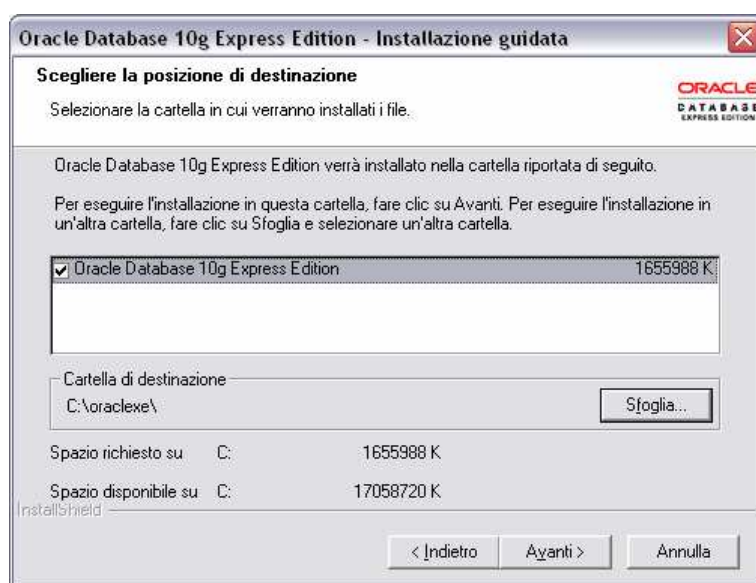 Oracle Database 10g Express Edition - Installazione guidata
Scegliere la posizione di destinazione
Selezionare la cartella in cui verranno installati i file.
ORACLE
DATABASE
EXPRESS EDITION
Oracle Database 10g Express Edition verrà installato nella cartella riportata di seguito.
Per eseguire l'installazione in questa cartella, fare clic su Avanti. Per eseguire l'installazione in
un'altra cartella, fare clic su Sfoglia e selezionare un'altra cartella.
Oracle Database 10g Express Edition 1655988 K
Cartella di destinazione
C:\oraclexe\
Sfoglia...
Spazio richiesto su C: 1655988 K
Spazio disponibile su C: 17058720 K
InstallShield
< Indietro Avanti > Annulla